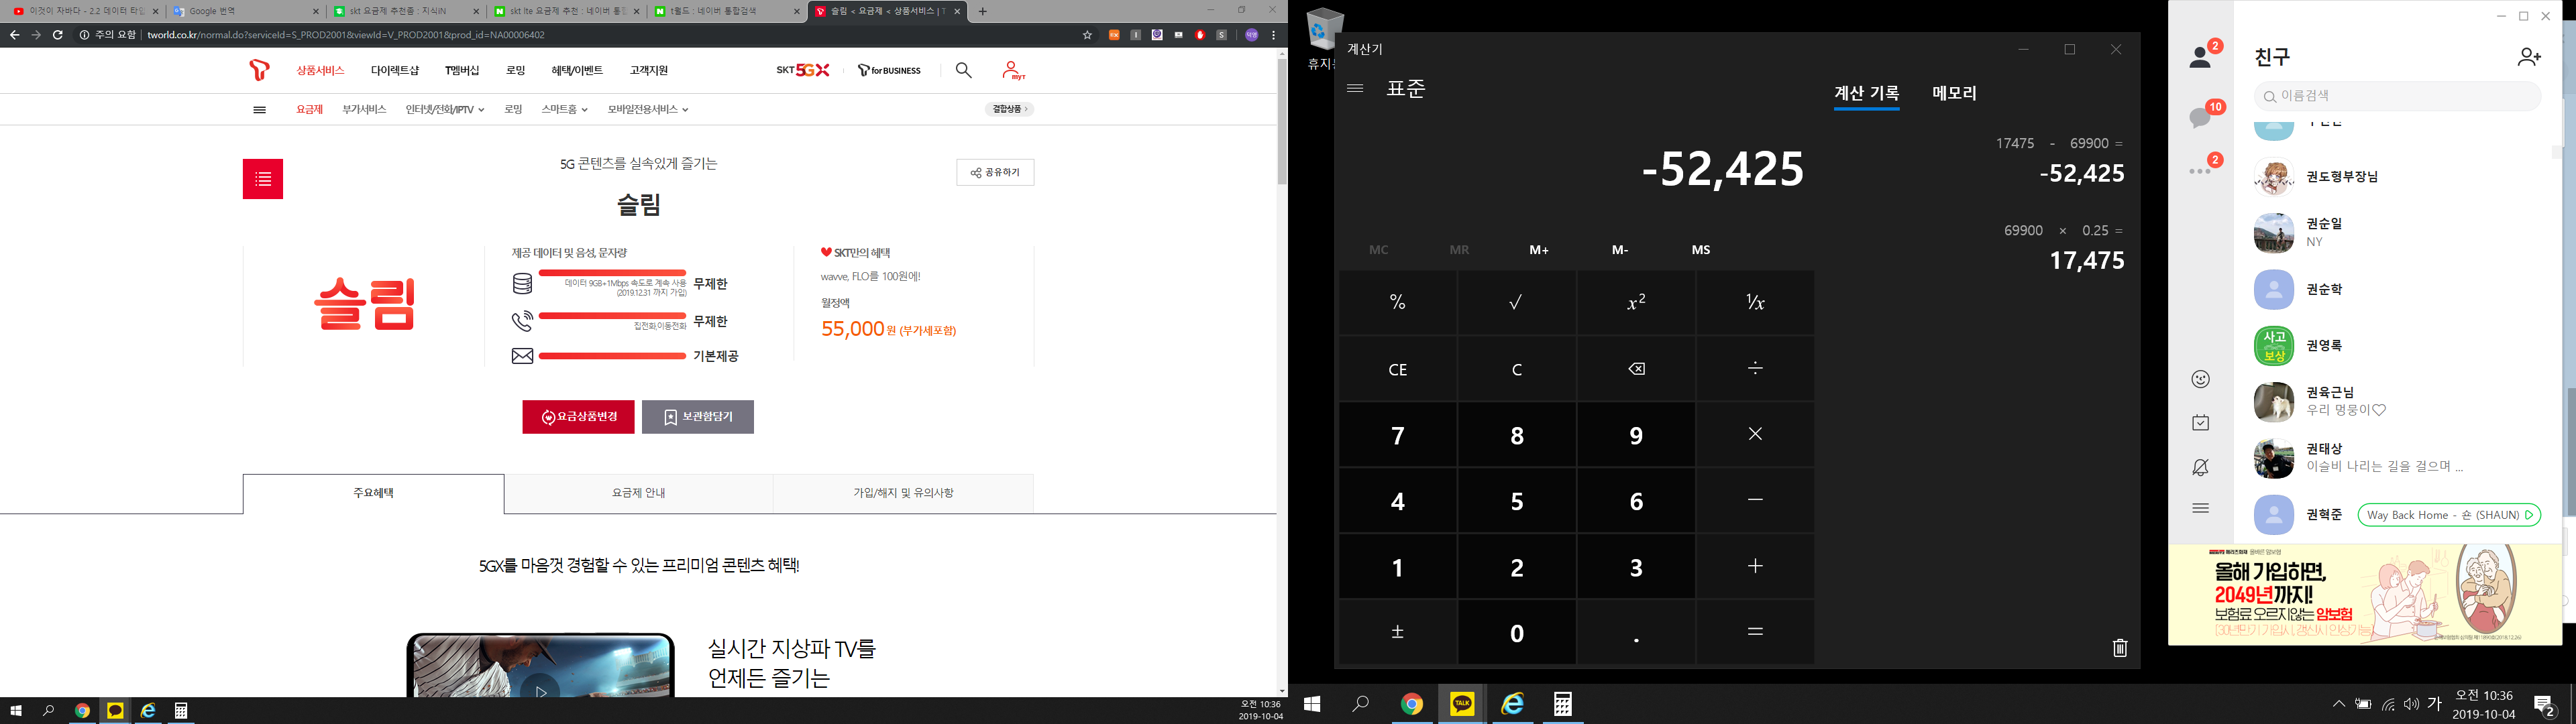 이것이 자바다 - 2.2 데이터 타입
Google 번역
skt 요금제 추천좀 : 지식iN
skt lte 요금제 추천 : 네이버 통합
t월드 : 네이버 통합검색
슬림 < 요금제 < 상품서비스 | T
주의 요함
tworld.co.kr/normal.do?serviceId=S_PROD2001&viewId=V_PROD2001&prod_id=NA00006402
상품서비스
다이렉트샵
T멤버십
로밍
혜택/이벤트
고객지원
SKT 5GX
T for BUSINESS
myT
요금제
부가서비스
인터넷/전화/IPTV
로밍
스마트홈
모바일전용서비스
결합상품
5G 콘텐츠를 실속있게 즐기는
슬림
공유하기
슬림
제공 데이터 및 음성, 문자량
무제한
데이터 9GB+1Mbps 속도로 계속 사용
(2019.12.31 까지 가입)
무제한
집전화,이동전화
기본제공
SKT만의 혜택
wavve, FLO를 100원에!
월정액
55,000 원 (부가세포함)
요금상품변경
보관함담기
주요혜택
요금제 안내
가입/해지 및 유의사항
5GX를 마음껏 경험할 수 있는 프리미엄 콘텐츠 혜택!
실시간 지상파 TV를
언제든 즐기는
오전 10:36
2019-10-04
계산기
표준
계산 기록
메모리
-52,425
17475 - 69900 =
-52,425
69900 × 0.25 =
17,475
MC MR M+ M- MS
% √ x² ¹/x
CE C ÷
7 8 9 ×
4 5 6 −
1 2 3 +
± 0 . =
친구
2
10
2
이름검색
권도형부장님
권순일
NY
권순학
사고
보상
권영록
권육근님
우리 멍뭉이♡
권태상
이슬비 나리는 길을 걸으며 ...
권혁준
Way Back Home - 숀 (SHAUN)
올해 가입하면,
2049년까지!
보험료 오르지않는 암보험
TALK
가
오전 10:36
2019-10-04
2